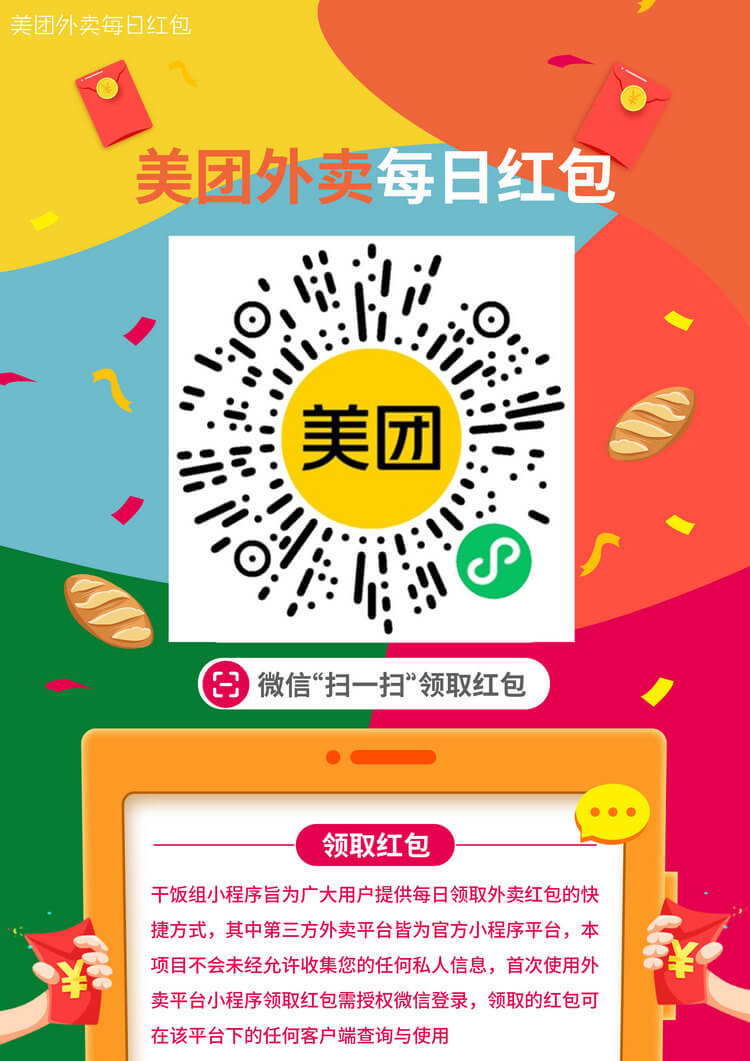 美团外卖每日红包
美团外卖每日红包
美团
微信“扫一扫“领取红包
领取红包
干饭组小程序旨为广大用户提供每日领取外卖红包的快
捷方式，其中第三方外卖平台皆为官方小程序平台，本
项目不会未经允许收集您的任何私人信息，首次使用外
卖平台小程序领取红包需授权微信登录，领取的红包可
在该平台下的任何客户端查询与使用
¥
¥